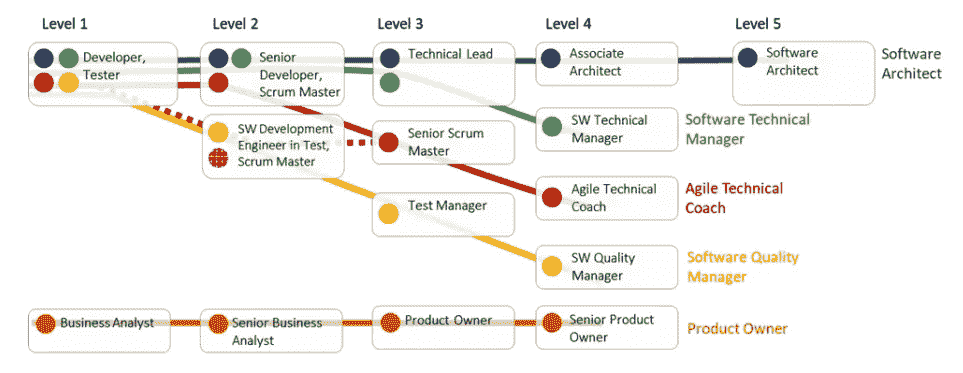 Level 1
Level 2
Level 3
Level 4
Level 5
Developer,
Tester
Senior
Developer,
Scrum Master
Technical Lead
Associate
Architect
Software
Architect
Software
Architect
SW Development
Engineer in Test,
Scrum Master
Senior Scrum
Master
SW Technical
Manager
Software Technical
Manager
Test Manager
Agile Technical
Coach
Agile Technical
Coach
SW Quality
Manager
Software Quality
Manager
Business Analyst
Senior Business
Analyst
Product Owner
Senior Product
Owner
Product Owner